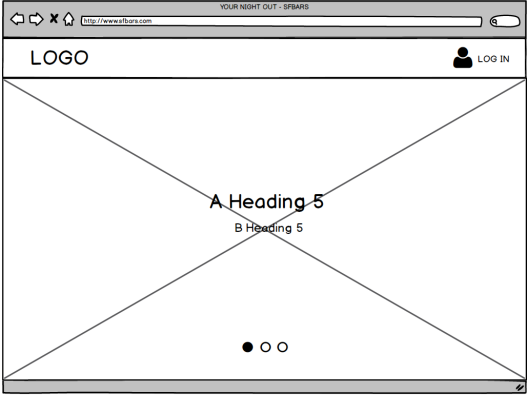 YOUR NIGHT OUT - SFBARS
http://www.sfbars.com
LOGO
LOG IN
A Heading 5
B Heading 5